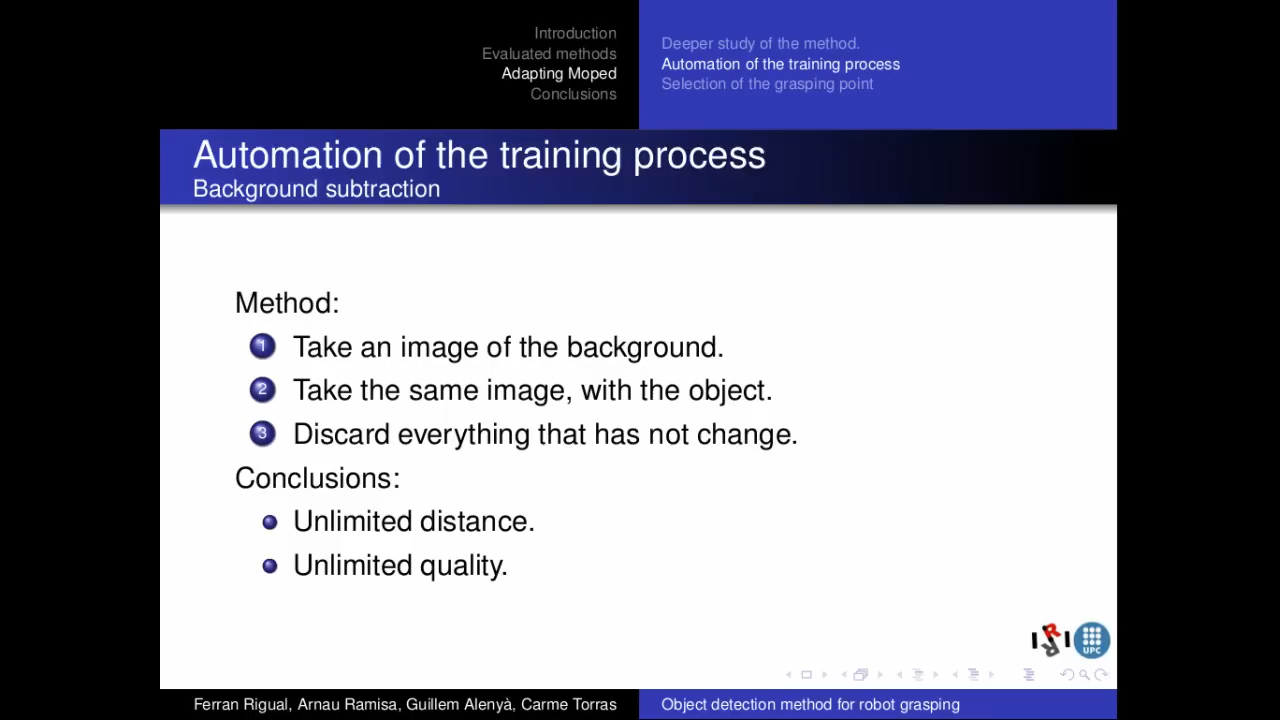 Introduction
Evaluated methods
Adapting Moped
Conclusions
Deeper study of the method.
Automation of the training process
Selection of the grasping point
Automation of the training process
Background subtraction
Method:
1 Take an image of the background.
2 Take the same image, with the object.
3 Discard everything that has not change.
Conclusions:
Unlimited distance.
Unlimited quality.
IRI
UPC
Ferran Rigual, Arnau Ramisa, Guillem Alenyà, Carme Torras
Object detection method for robot grasping